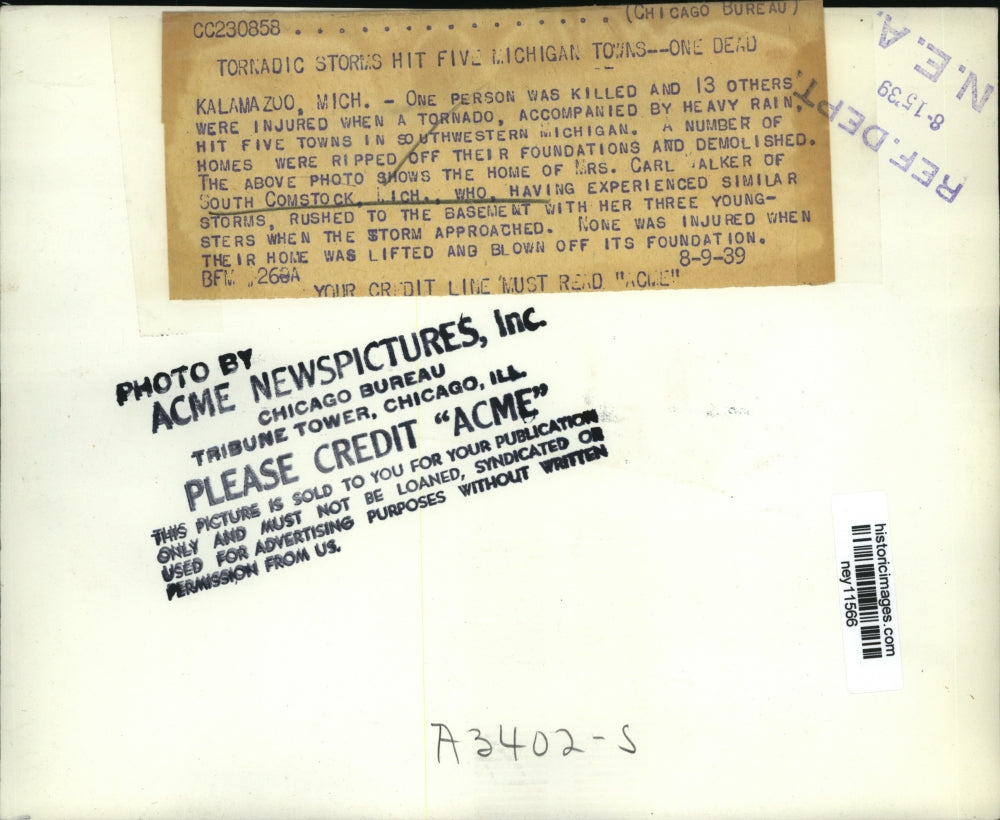 CC230858 . . . . . . . . . . . . . . (CHICAGO BUREAU)
TORNADIC STORMS HIT FIVE MICHIGAN TOWNS--ONE DEAD
KALAMAZOO, MICH. - ONE PERSON WAS KILLED AND 13 OTHERS
WERE INJURED WHEN A TORNADO, ACCOMPANIED BY HEAVY RAIN,
HIT FIVE TOWNS IN SOUTHWESTERN MICHIGAN. A NUMBER OF
HOMES WERE RIPPED OFF THEIR FOUNDATIONS AND DEMOLISHED.
THE ABOVE PHOTO SHOWS THE HOME OF MRS. CARL ALKER OF
SOUTH COMSTOCK, MICH., WHO, HAVING EXPERIENCED SIMILAR
STORMS, RUSHED TO THE BASEMENT WITH HER THREE YOUNG-
STERS WHEN THE STORM APPROACHED. NONE WAS INJURED WHEN
THEIR HOME WAS LIFTED AND BLOWN OFF ITS FOUNDATION.
8-9-39
YOUR CREDIT LINE MUST READ "ACME"
REF. DEPT.
8-1539
N. E. A.
PHOTO BY
ACME NEWSPICTURES, Inc.
CHICAGO BUREAU
TRIBUNE TOWER, CHICAGO, ILL.
PLEASE CREDIT "ACME"
THIS PICTURE IS SOLD TO YOU FOR YOUR PUBLICATION
ONLY AND MUST NOT BE LOANED, SYNDICATED OR
USED FOR ADVERTISING PURPOSES WITHOUT WRITTEN
PERMISSION FROM US.
historicimages.com
ney11566
A3402-S